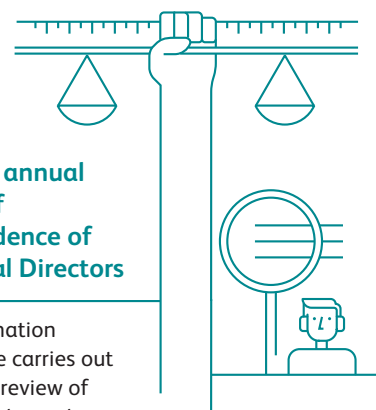 annual
f
dence of
al Directors
nation
e carries out
review of